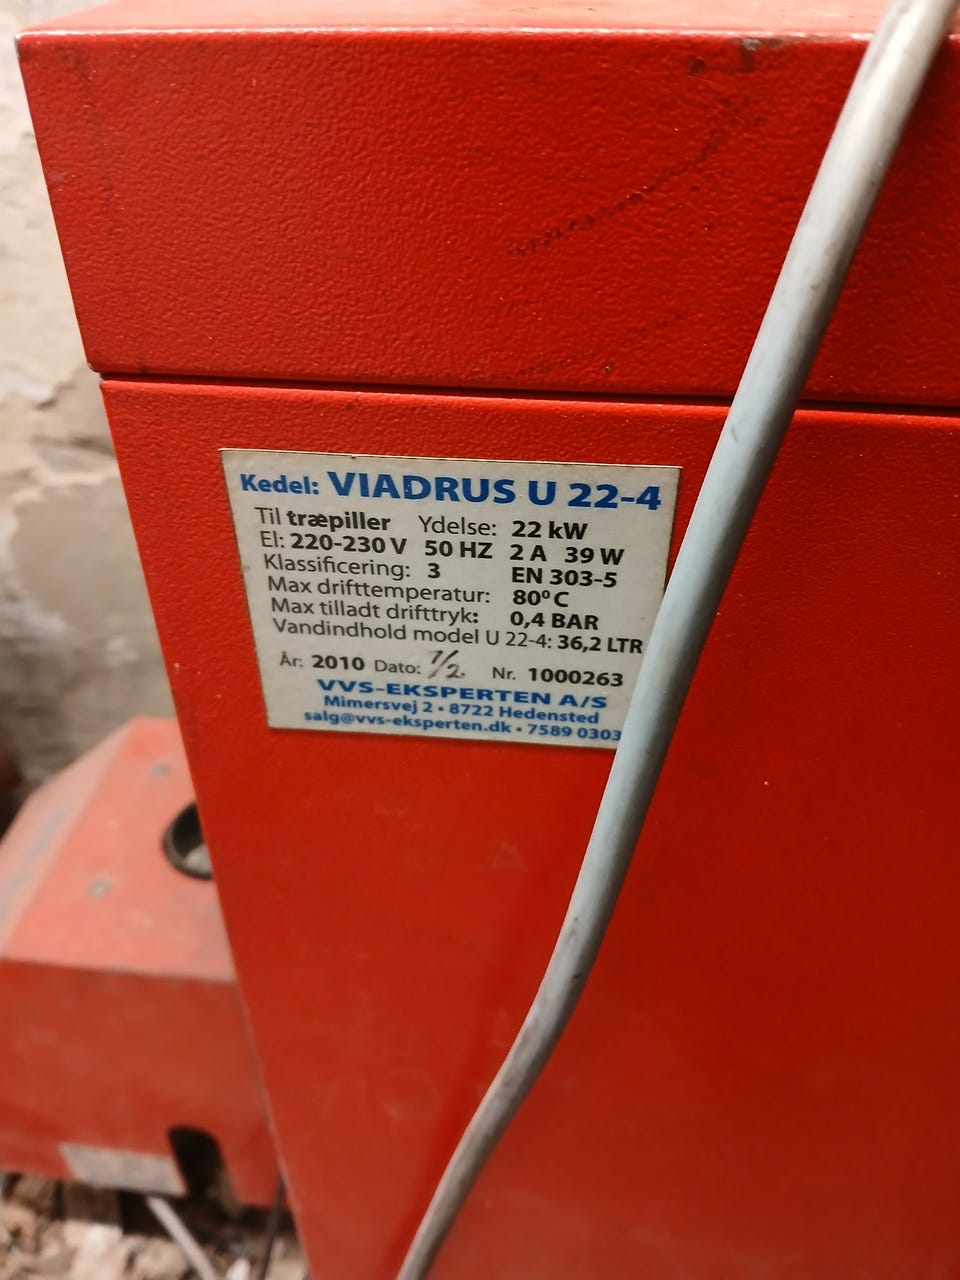 Kedel: VIADRUS U 22-4
Til træpiller Ydelse: 22 kW
El: 220-230 V 50 HZ 2 A 39 W
Klassificering: 3 EN 303-5
Max drifttemperatur: 80⁰ C
Max tilladt drifttryk: 0,4 BAR
Vandindhold model U 22-4: 36,2 LTR
År: 2010 Dato: 7/2. Nr. 1000263
VVS-EKSPERTEN A/S
Mimersvej 2 • 8722 Hedensted
salg@vvs-eksperten.dk • 7589 0303